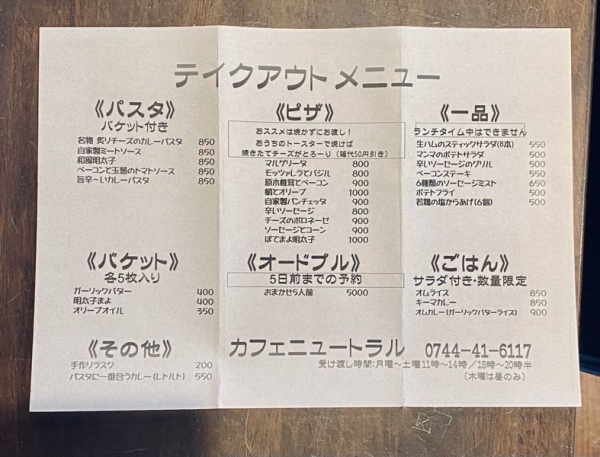 テイクアウトメニュー
《パスタ》
バケット付き
名物 炙りチーズのカレーパスタ 850
自家製ミートソース 850
和風明太子 850
ベーコンと玉葱のトマトソース 850
旨辛〜いカレーパスタ 850
《バケット》
各5枚入り
ガーリックバター 400
明太子まよ 400
オリーブオイル 350
《その他》
手作りラスク 200
パスタに一番合うカレー(レトルト) 550
《ピザ》
おススメは焼かずにお渡し!
おうちのトースターで焼けば
焼きたてチーズがとろーり(箱代50円引き)
マルゲリータ 800
モッツァレラとバジル 800
原木椎茸とベーコン 900
蛸とオリーブ 1000
自家製パンチェッタ 900
辛いソーセージ 800
チーズのボロネーゼ 900
ソーセージとコーン 900
ぽてまよ明太子 1000
《オードブル》
5日前までの予約
おまかせ5人前 5000
《一品》
ランチタイム中はできません
生ハムのスティックサラダ(8本) 550
マンマのポテトサラダ 500
辛いソーセージのグリル 500
ベーコンステーキ 550
6種類のソーセージミスト 650
ポテトフライ 500
若鶏の塩からあげ(6個) 500
《ごはん》
サラダ付き・数量限定
オムライス 850
キーマカレー 850
オムカレー(ガーリックバターライス) 900
カフェニュートラル 0744-41-6117
受け渡し時間:月曜〜土曜11時〜14時/18時〜20時半
(木曜は昼のみ)